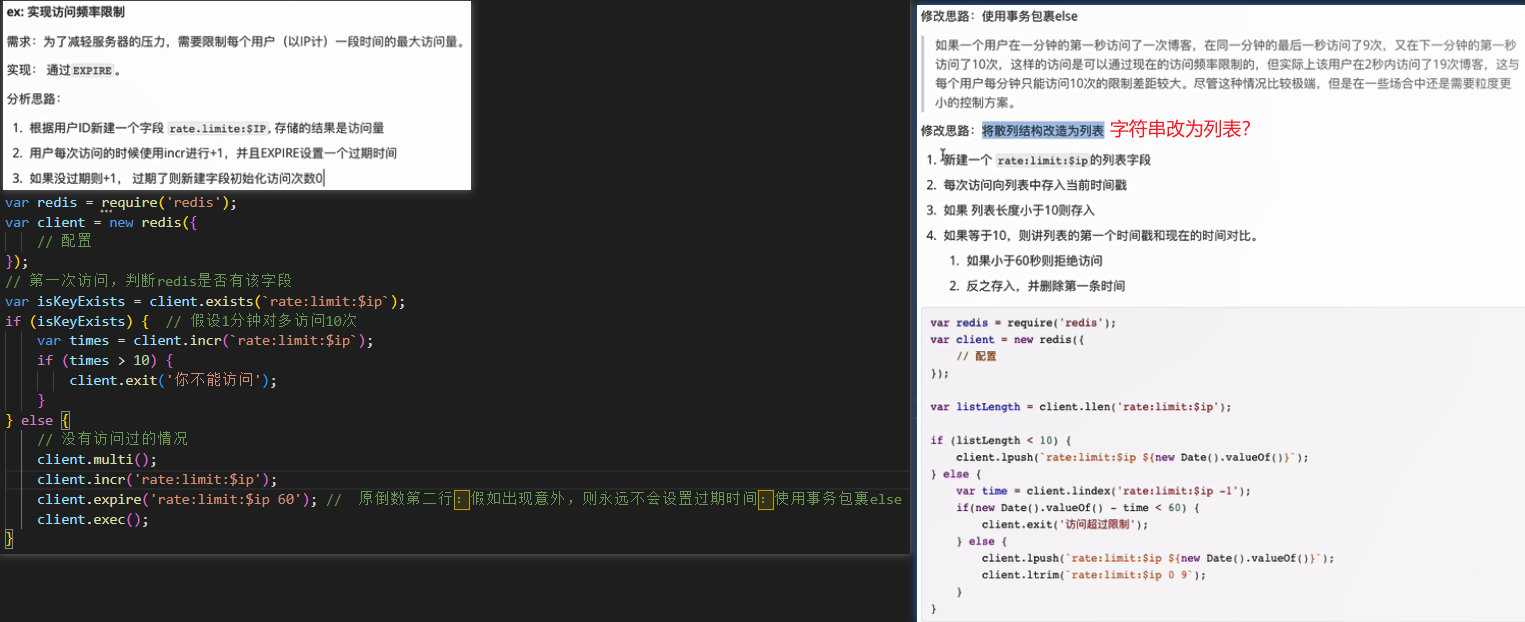 ex: 实现访问频率限制
需求：为了减轻服务器的压力，需要限制每个用户（以IP计）一段时间的最大访问量。
实现： 通过EXPIRE 。
分析思路：
1. 根据用户ID新建一个字段 rate.limite:$IP, 存储的结果是访问量
2. 用户每次访问的时候使用incr进行+1，并且EXPIRE设置一个过期时间
3. 如果没过期则+1， 过期了则新建字段初始化访问次数0
var redis = require('redis');
var client = new redis({
// 配置
});
// 第一次访问，判断redis是否有该字段
var isKeyExists = client.exists(`rate:limit:$ip`);
if (isKeyExists) { // 假设1分钟对多访问10次
var times = client.incr(`rate:limit:$ip`);
if (times > 10) {
client.exit('你不能访问');
}
} else {
// 没有访问过的情况
client.multi();
client.incr('rate:limit:$ip');
client.expire('rate:limit:$ip 60'); // 原倒数第二行：假如出现意外，则永远不会设置过期时间：使用事务包裹else
client.exec();
}
修改思路：使用事务包裹else
如果一个用户在一分钟的第一秒访问了一次博客，在同一分钟的最后一秒访问了9次，又在下一分钟的第一秒
访问了10次，这样的访问是可以通过现在的访问频率限制的，但实际上该用户在2秒内访问了19次博客，这与
每个用户每分钟只能访问10次的限制差距较大。尽管这种情况比较极端，但是在一些场合中还是需要粒度更
小的控制方案。
修改思路：将散列结构改造为列表 字符串改为列表？
1. 新建一个 rate:limit:$ip的列表字段
2. 每次访问向列表中存入当前时间戳
3. 如果 列表长度小于10则存入
4. 如果等于10，则讲列表的第一个时间戳和现在的时间对比。
1. 如果小于60秒则拒绝访问
2. 反之存入，并删除第一条时间
var redis = require('redis');
var client = new redis({
// 配置
});
var listLength = client.llen('rate:limit:$ip');
if (listLength < 10) {
client.lpush(`rate:limit:$ip ${new Date().valueOf()}`);
} else {
var time = client.lindex('rate:limit:$ip -1');
if(new Date().valueOf() - time < 60) {
client.exit('访问超过限制');
} else {
client.lpush(`rate:limit:$ip ${new Date().valueOf()}`);
client.ltrim(`rate:limit:$ip 0 9`);
}
}